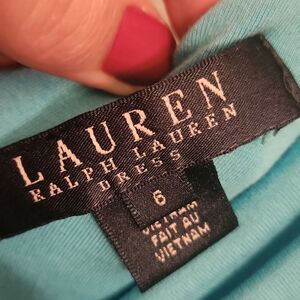 LAUREN
RALPH LAUREN
DRESS
6
VIETNAM
FAIT AU
VIETNAM